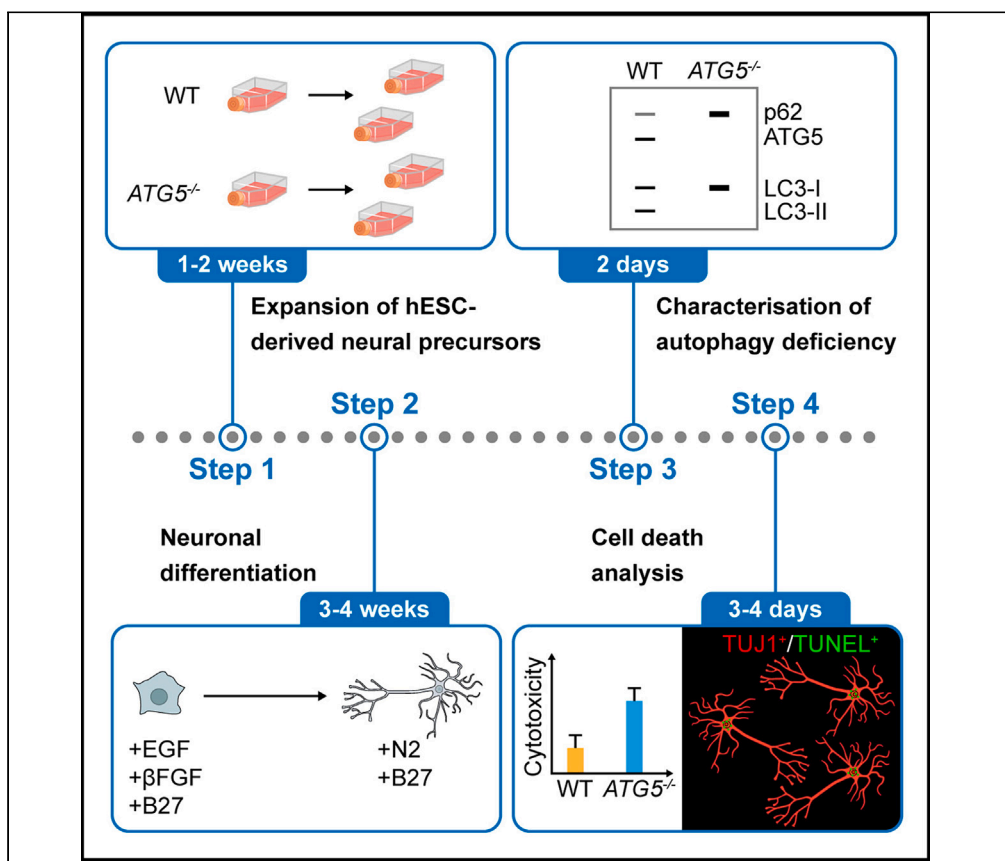 WT
ATG5-/-
1-2 weeks
Expansion of hESC-
derived neural precursors
Step 1
Step 2
Neuronal
differentiation
3-4 weeks
+EGF
+βFGF
+B27
+N2
+B27
WT ATG5-/-
p62
ATG5
LC3-I
LC3-II
2 days
Characterisation of
autophagy deficiency
Step 3
Step 4
Cell death
analysis
3-4 days
Cytotoxicity
WT ATG5-/-
TUJ1+/TUNEL+